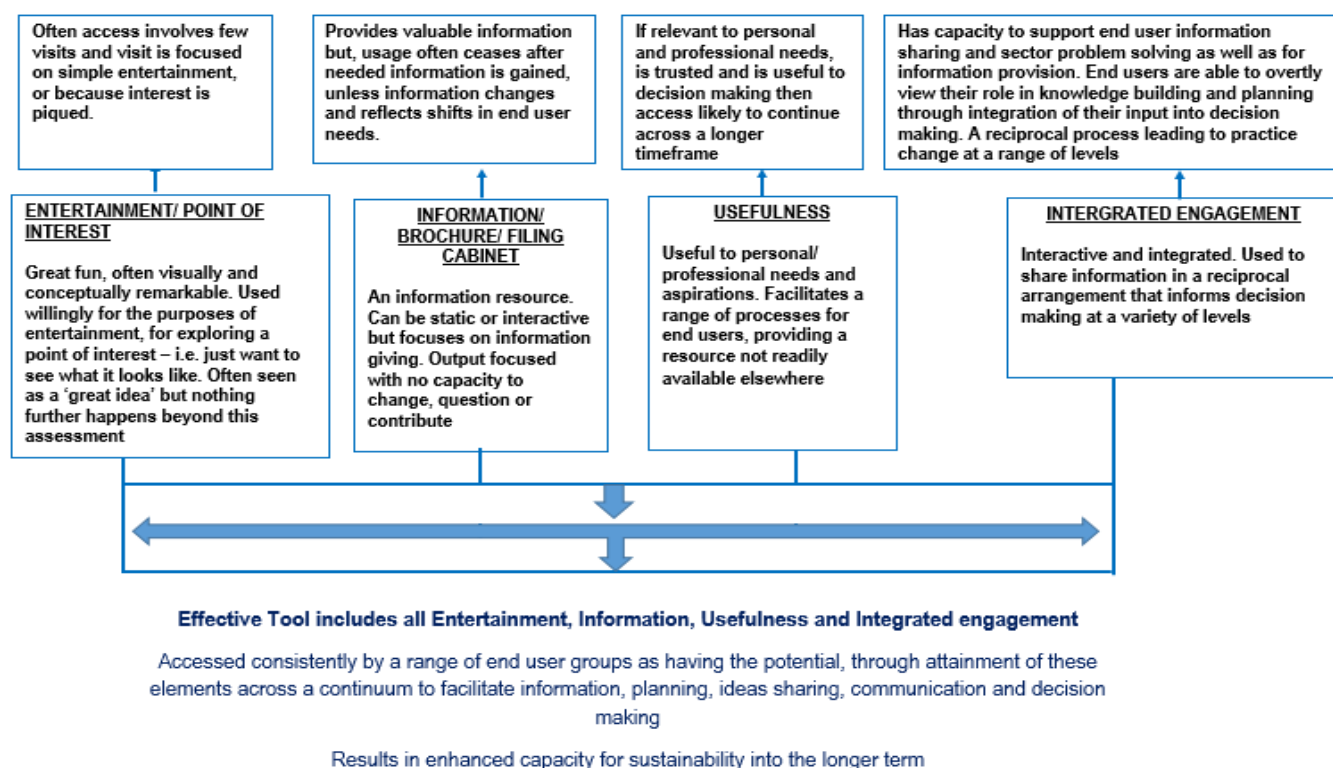 Often access involves few
visits and visit is focused
on simple entertainment,
or because interest is
piqued.
Provides valuable information
but, usage often ceases after
needed information is gained,
unless information changes
and reflects shifts in end user
needs.
If relevant to personal
and professional needs,
is trusted and is useful to
decision making then
access likely to continue
across a longer
timeframe
Has capacity to support end user information
sharing and sector problem solving as well as for
information provision. End users are able to overtly
view their role in knowledge building and planning
through integration of their input into decision
making. A reciprocal process leading to practice
change at a range of levels
ENTERTAINMENT/ POINT OF
INTEREST
Great fun, often visually and
conceptually remarkable. Used
willingly for the purposes of
entertainment, for exploring a
point of interest – i.e. just want to
see what it looks like. Often seen
as a ‘great idea’ but nothing
further happens beyond this
assessment
INFORMATION/
BROCHURE/ FILING
CABINET
An information resource.
Can be static or interactive
but focuses on information
giving. Output focused
with no capacity to
change, question or
contribute
USEFULNESS
Useful to personal/
professional needs and
aspirations. Facilitates a
range of processes for
end users, providing a
resource not readily
available elsewhere
INTERGRATED ENGAGEMENT
Interactive and integrated. Used to
share information in a reciprocal
arrangement that informs decision
making at a variety of levels
Effective Tool includes all Entertainment, Information, Usefulness and Integrated engagement
Accessed consistently by a range of end user groups as having the potential, through attainment of these
elements across a continuum to facilitate information, planning, ideas sharing, communication and decision
making
Results in enhanced capacity for sustainability into the longer term